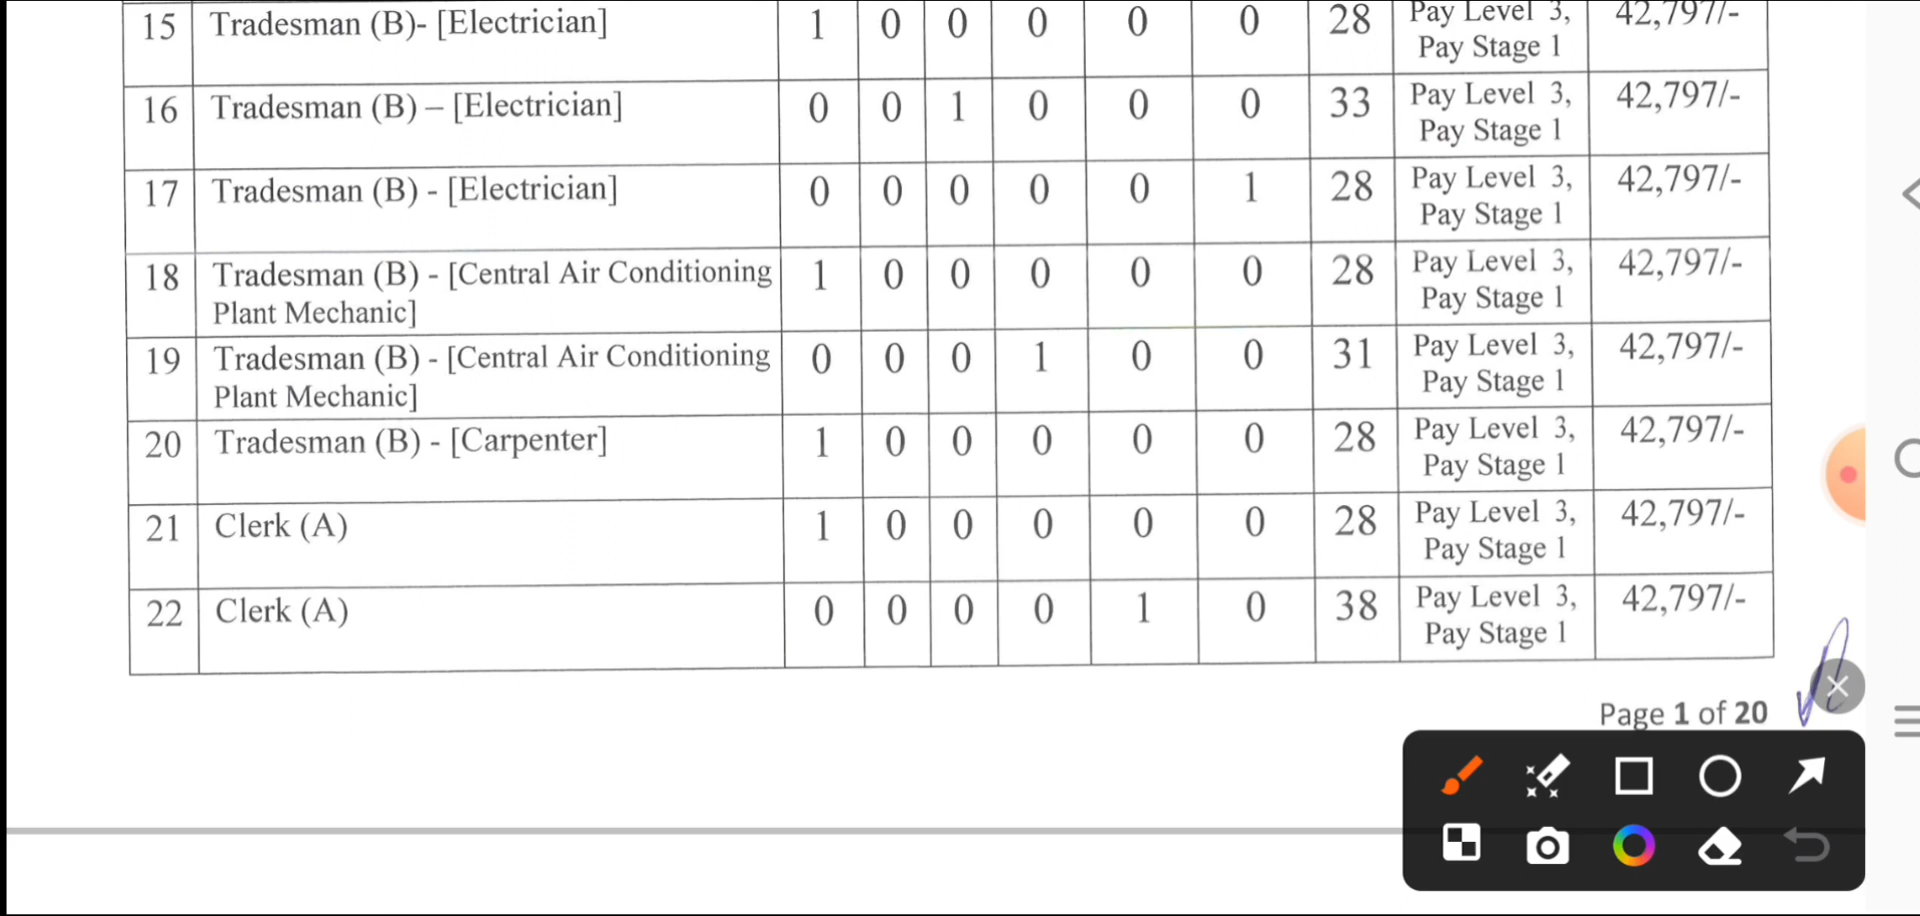 15 Tradesman (B)- [Electrician] 1 0 0 0 0 0 28 Pay Level 3, 42,797/-
Pay Stage 1
16 Tradesman (B) – [Electrician] 0 0 1 0 0 0 33 Pay Level 3, 42,797/-
Pay Stage 1
17 Tradesman (B) - [Electrician] 0 0 0 0 0 1 28 Pay Level 3, 42,797/-
Pay Stage 1
18 Tradesman (B) - [Central Air Conditioning 1 0 0 0 0 0 28 Pay Level 3, 42,797/-
Plant Mechanic] Pay Stage 1
19 Tradesman (B) - [Central Air Conditioning 0 0 0 1 0 0 31 Pay Level 3, 42,797/-
Plant Mechanic] Pay Stage 1
20 Tradesman (B) - [Carpenter] 1 0 0 0 0 0 28 Pay Level 3, 42,797/-
Pay Stage 1
21 Clerk (A) 1 0 0 0 0 0 28 Pay Level 3, 42,797/-
Pay Stage 1
22 Clerk (A) 0 0 0 0 1 0 38 Pay Level 3, 42,797/-
Pay Stage 1
Page 1 of 20